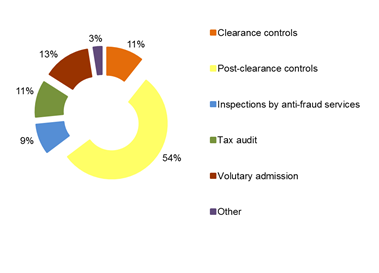 3%
11%
13%
11%
9%
54%
Clearance controls
Post-clearance controls
Inspections by anti-fraud services
Tax audit
Volutary admission
Other